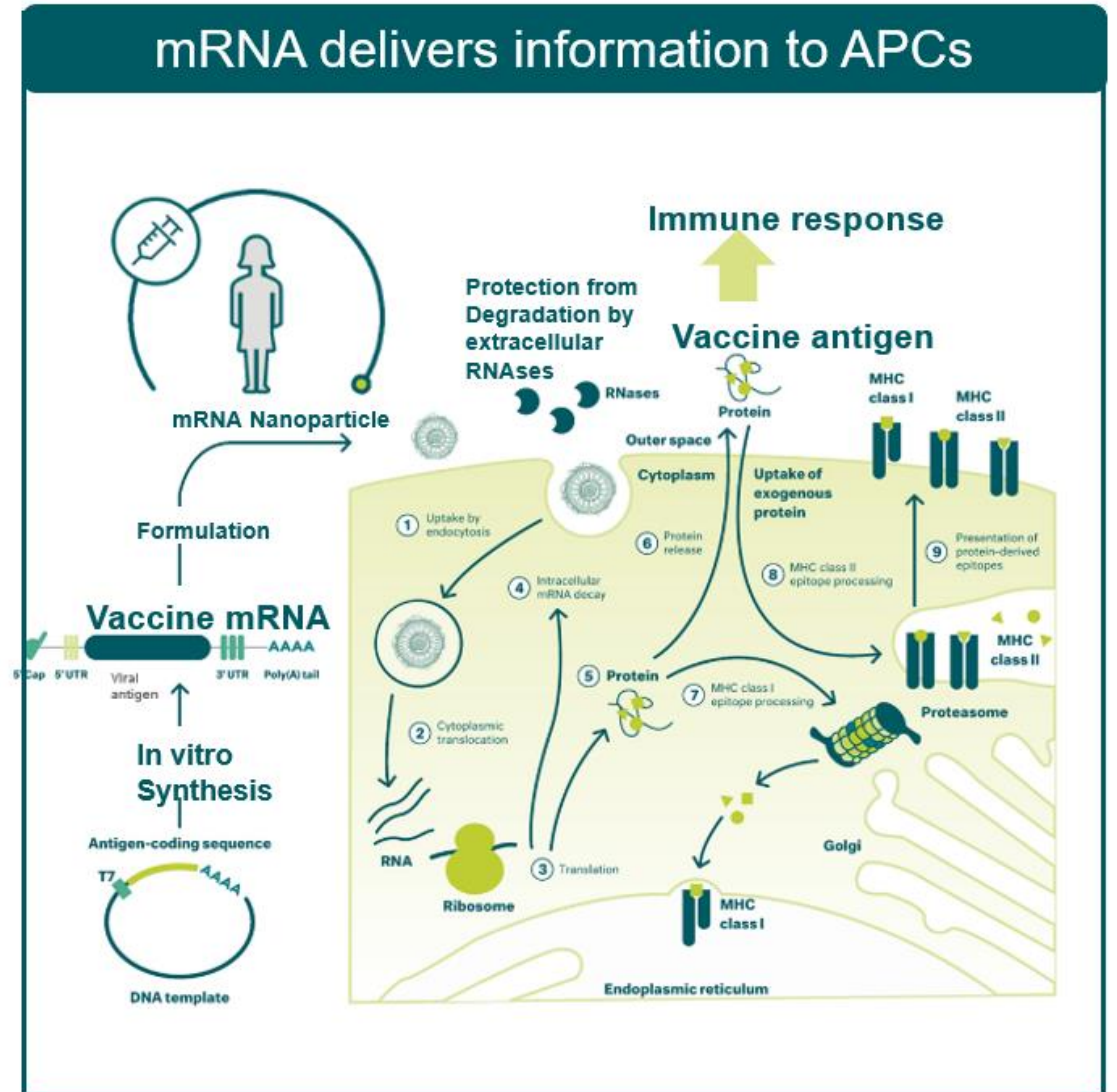 mRNA delivers information to APCs
Immune response
Protection from
Degradation by
extracellular
RNAses
RNases
Vaccine antigen
Protein
MHC
class I
MHC
class II
mRNA Nanoparticle
Outer space
Cytoplasm
Uptake of
exogenous
protein
1 Uptake by
endocytosis
6 Protein
release
9 Presentation of
protein-derived
epitopes
Formulation
4 Intracellular
mRNA decay
8 MHC class II
epitope processing
Vaccine mRNA
AAAA
5' Cap 5' UTR Viral
antigen
3' UTR Poly(A) tail
MHC
class II
5 Protein
7 MHC class I
epitope processing
Proteasome
2 Cytoplasmic
translocation
In vitro
Synthesis
Antigen-coding sequence
T7
AAAA
DNA template
RNA
Ribosome
3 Translation
Golgi
MHC
class I
Endoplasmic reticulum